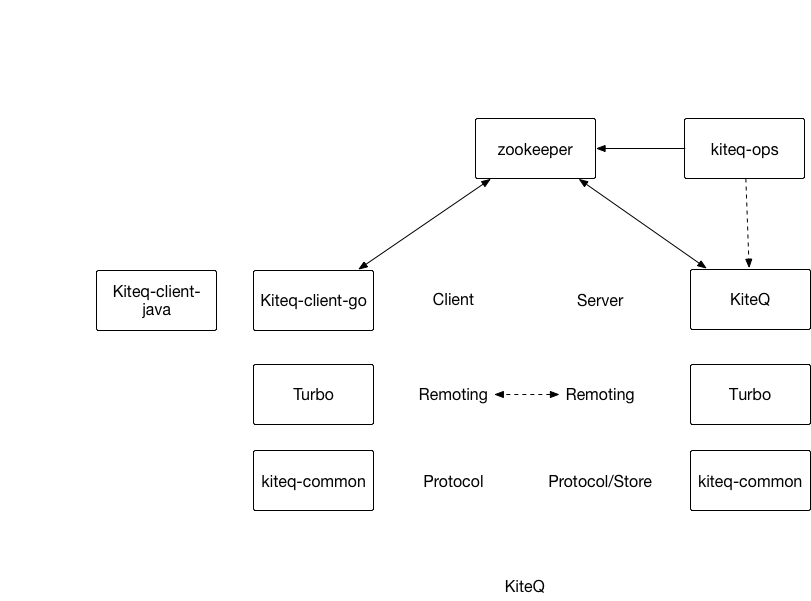 zookeeper
kiteq-ops
Kiteq-client-
java
Kiteq-client-go
Client
Server
KiteQ
Turbo
Remoting
Remoting
Turbo
kiteq-common
Protocol
Protocol/Store
kiteq-common
KiteQ